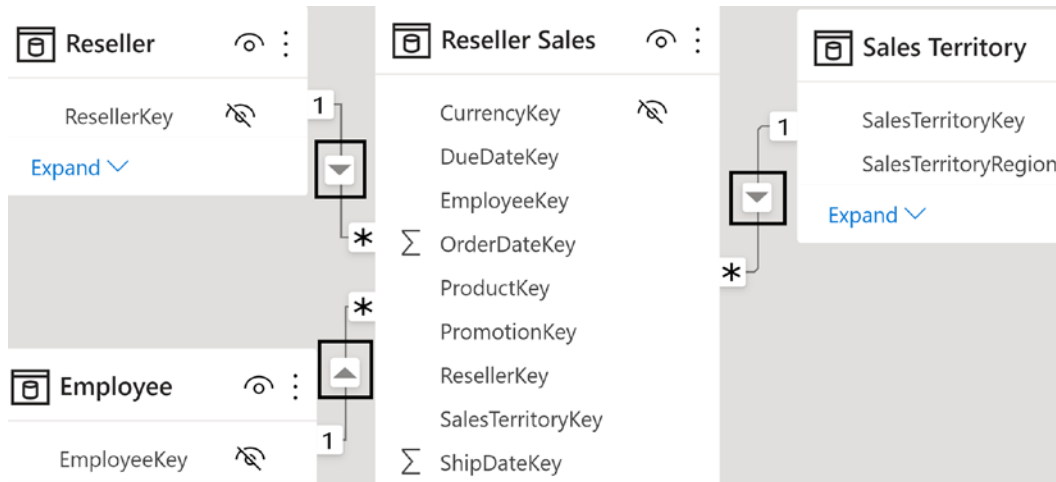 Reseller
ResellerKey
Expand
1
*
Employee
EmployeeKey
*
1
Reseller Sales
CurrencyKey
DueDateKey
EmployeeKey
∑ OrderDateKey
ProductKey
PromotionKey
ResellerKey
SalesTerritoryKey
∑ ShipDateKey
1
*
Sales Territory
SalesTerritoryKey
SalesTerritoryRegion
Expand